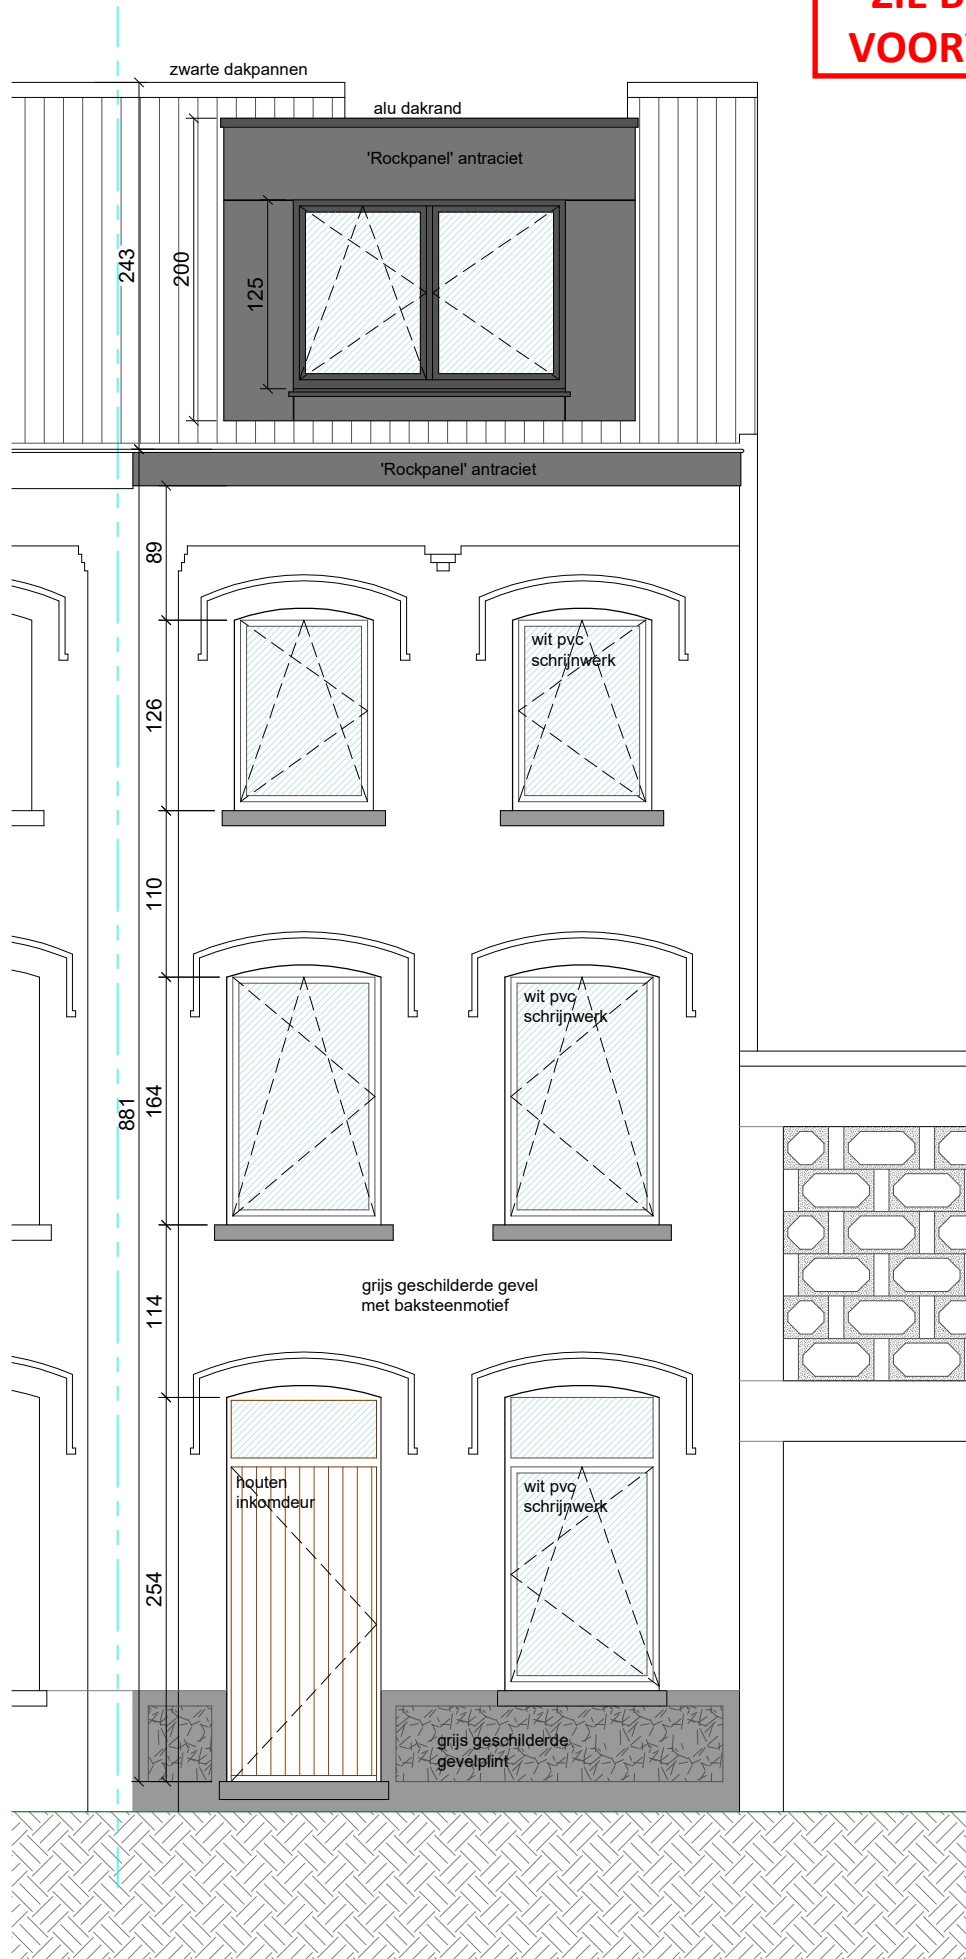 VOOR
zwarte dakpannen
alu dakrand
'Rockpanel' antraciet
243
200
125
'Rockpanel' antraciet
89
wit pvc
schrijnwerk
126
110
wit pvc
schrijnwerk
881
164
grijs geschilderde gevel
met baksteenmotief
114
houten
inkomdeur
wit pvc
schrijnwerk
254
grijs geschilderde
gevelplint